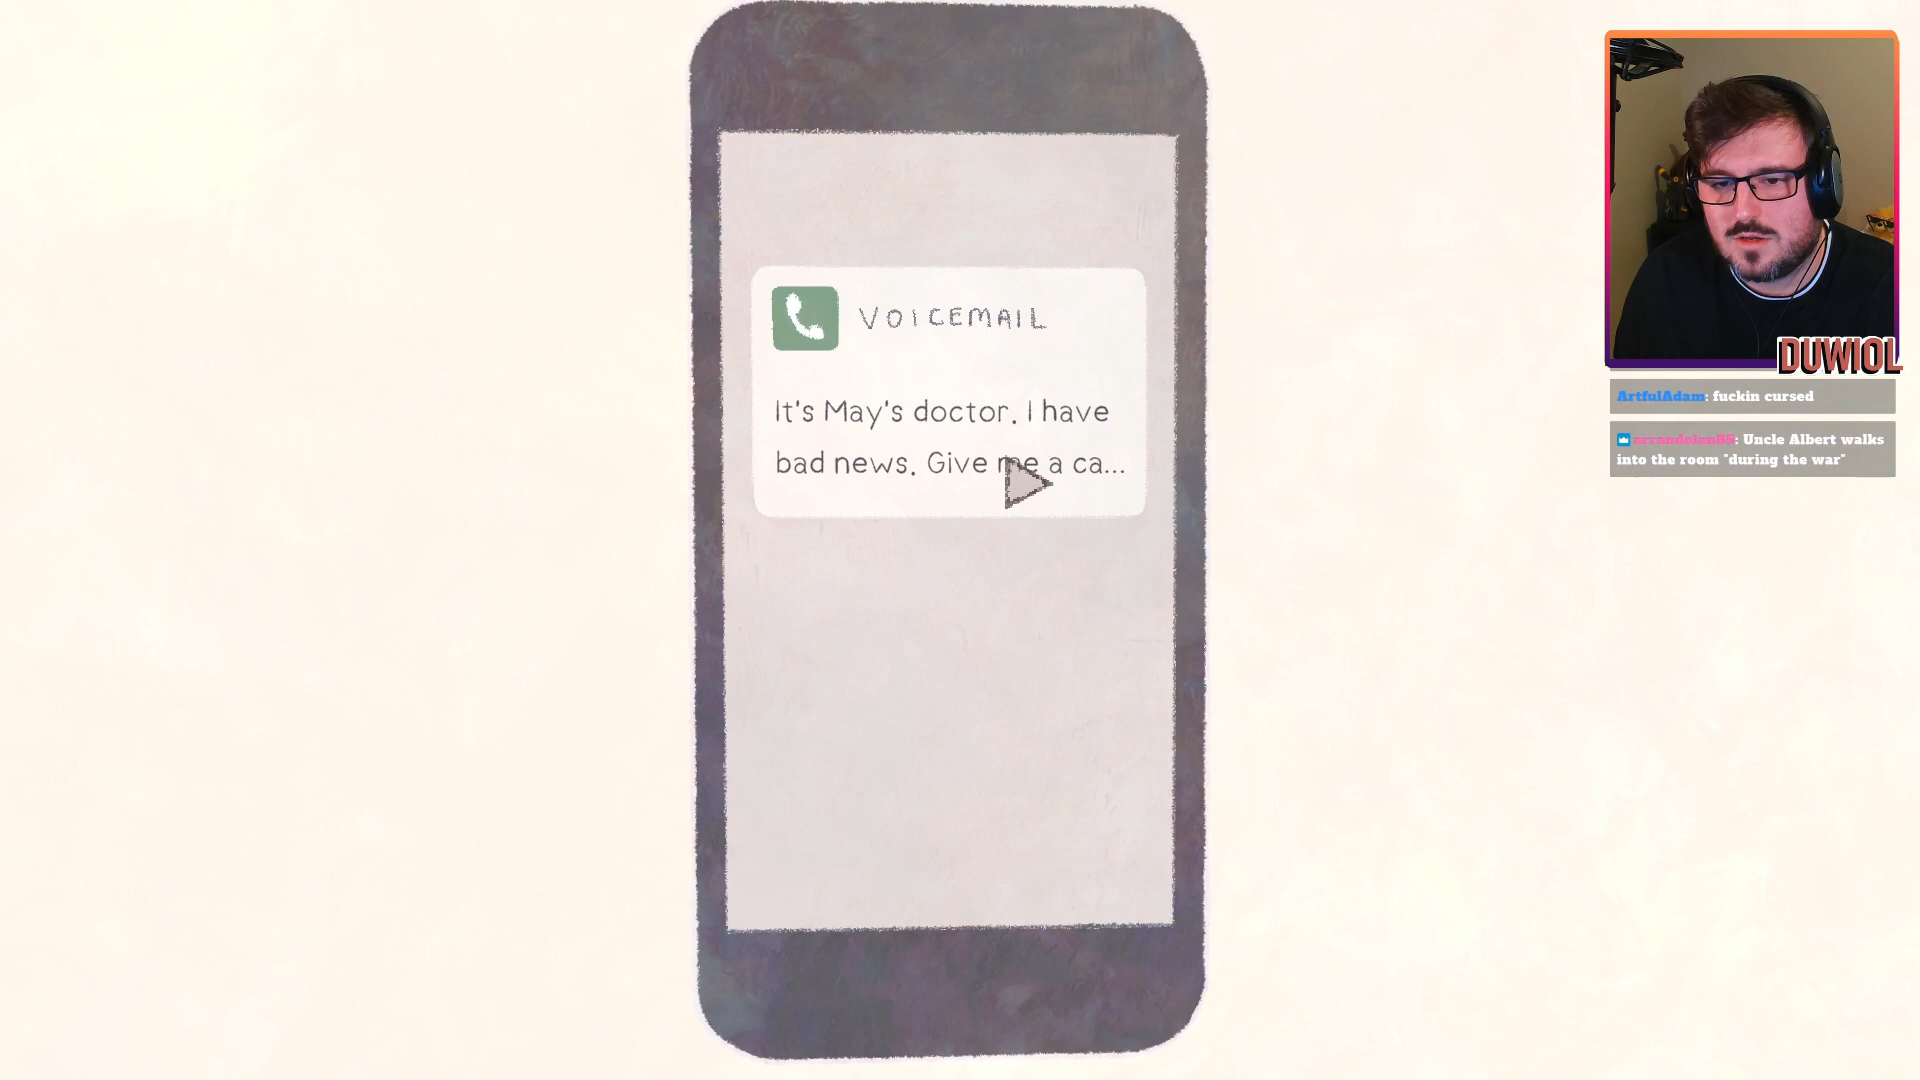 VOICEMAIL
It's May's doctor. I have
bad news. Give me a ca...
DUWIOL
ArtfulAdam: fuckin cursed
arrandolan85: Uncle Albert walks
into the room "during the war"